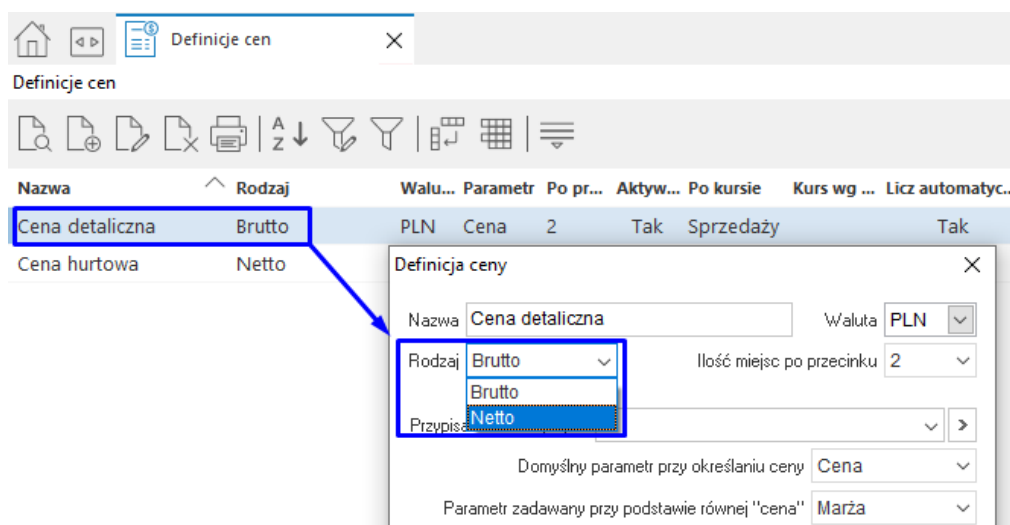 Definicje cen
Definicje cen
Nazwa Rodzaj Walu... Parametr Po pr... Aktyw... Po kursie Kurs wg ... Licz automatyc...
Cena detaliczna Brutto PLN Cena 2 Tak Sprzedaży Tak
Cena hurtowa Netto
Definicja ceny
Nazwa Cena detaliczna Waluta PLN
Rodzaj Brutto Ilość miejsc po przecinku 2
Brutto
Netto
Przypisa
Domyślny parametr przy określaniu ceny Cena
Parametr zadawany przy podstawie równej "cena" Marża